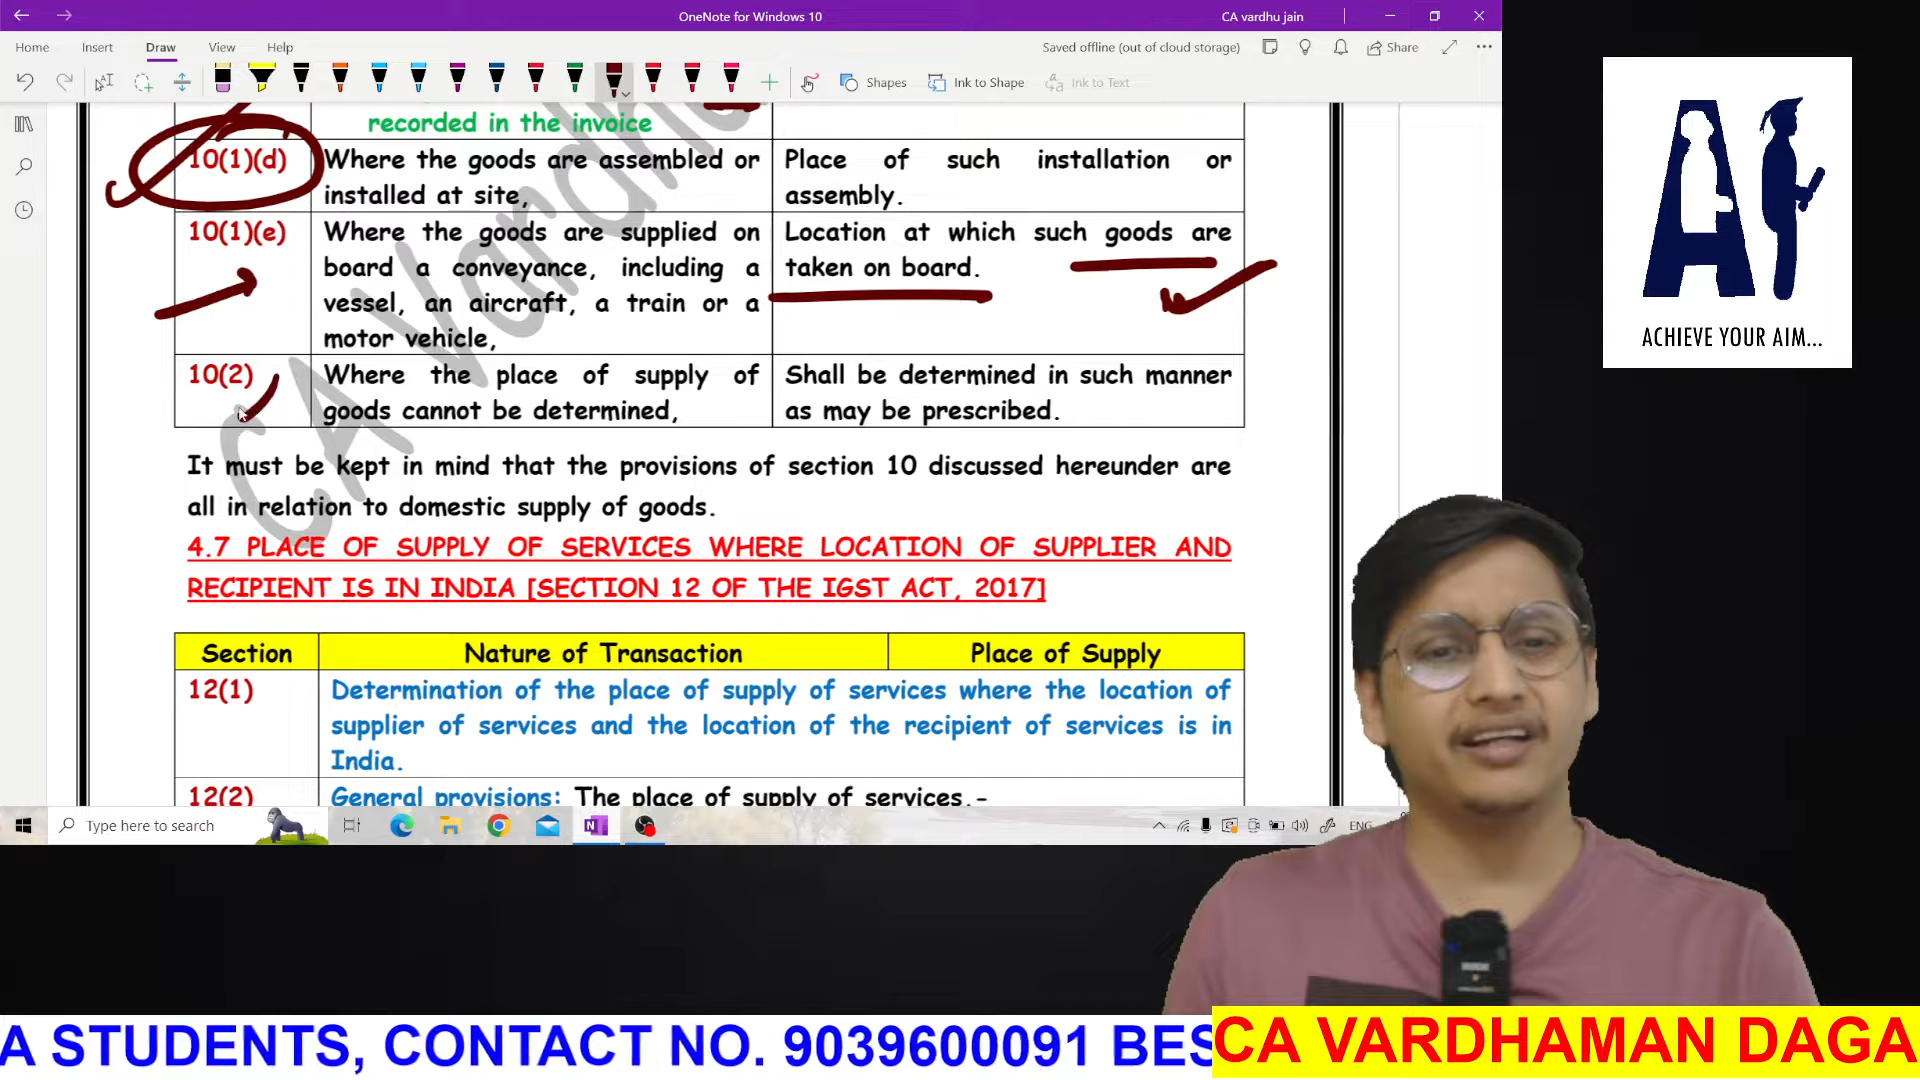 OneNote for Windows 10
CA vardhu jain
Home Insert Draw View Help
Saved offline (out of cloud storage)
Share
Shapes
Ink to Shape
Ink to Text
recorded in the invoice
10(1)(d) Where the goods are assembled or Place of such installation or
installed at site, assembly.
10(1)(e) Where the goods are supplied on Location at which such goods are
board a conveyance, including a taken on board.
vessel, an aircraft, a train or a
motor vehicle,
10(2) Where the place of supply of Shall be determined in such manner
goods cannot be determined, as may be prescribed.
CA Vardh
It must be kept in mind that the provisions of section 10 discussed hereunder are
all in relation to domestic supply of goods.
4.7 PLACE OF SUPPLY OF SERVICES WHERE LOCATION OF SUPPLIER AND
RECIPIENT IS IN INDIA [SECTION 12 OF THE IGST ACT, 2017]
Section Nature of Transaction Place of Supply
12(1) Determination of the place of supply of services where the location of
supplier of services and the location of the recipient of services is in
India.
12(2) General provisions: The place of supply of services,-
Type here to search
ENG
ACHIEVE YOUR AIM...
A STUDENTS, CONTACT NO. 9039600091 BES
CA VARDHAMAN DAGA